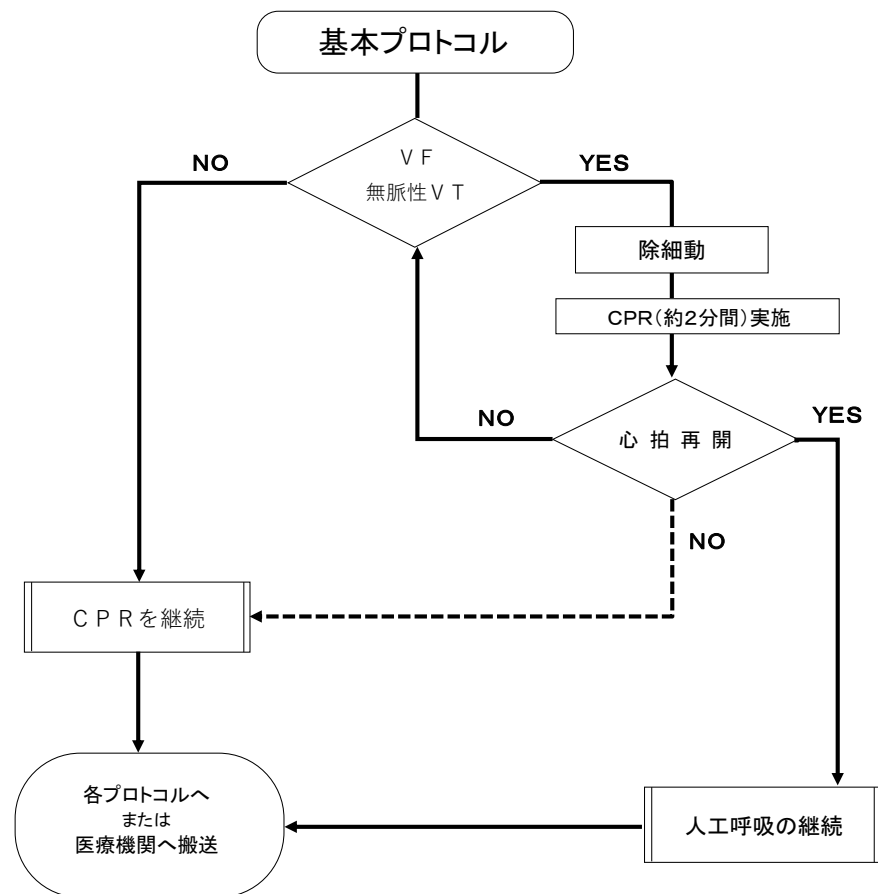 基本プロトコル
ＶＦ
無脈性ＶＴ
NO
YES
除細動
CPR（約２分間）実施
心拍再開
NO
YES
NO
ＣＰＲを継続
各プロトコルへ
または
医療機関へ搬送
人工呼吸の継続